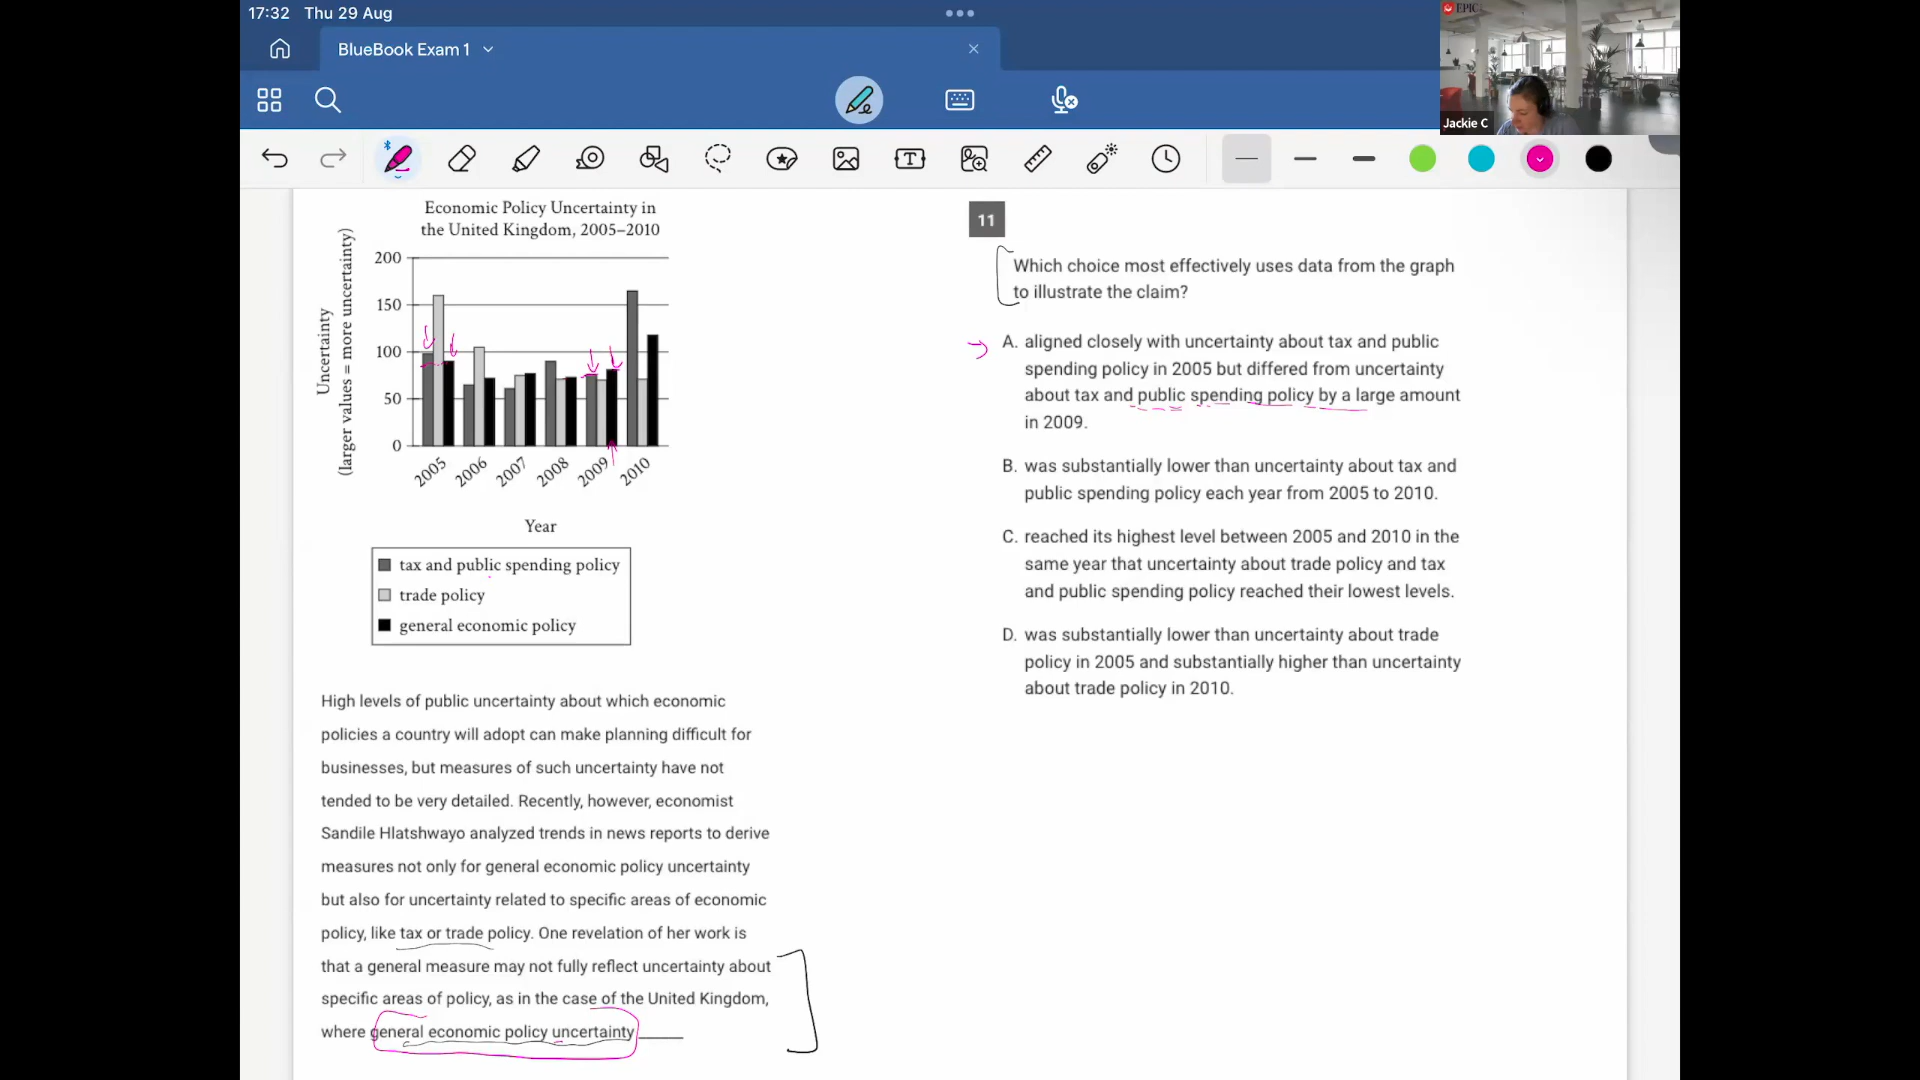 17:32 Thu 29 Aug
BlueBook Exam 1
EPIC
Jackie C
Economic Policy Uncertainty in
the United Kingdom, 2005–2010
Uncertainty
(larger values = more uncertainty)
200
150
100
50
0
2005 2006 2007 2008 2009 2010
Year
tax and public spending policy
trade policy
general economic policy
High levels of public uncertainty about which economic
policies a country will adopt can make planning difficult for
businesses, but measures of such uncertainty have not
tended to be very detailed. Recently, however, economist
Sandile Hlatshwayo analyzed trends in news reports to derive
measures not only for general economic policy uncertainty
but also for uncertainty related to specific areas of economic
policy, like tax or trade policy. One revelation of her work is
that a general measure may not fully reflect uncertainty about
specific areas of policy, as in the case of the United Kingdom,
where general economic policy uncertainty ______
11
Which choice most effectively uses data from the graph
to illustrate the claim?
A. aligned closely with uncertainty about tax and public
spending policy in 2005 but differed from uncertainty
about tax and public spending policy by a large amount
in 2009.
B. was substantially lower than uncertainty about tax and
public spending policy each year from 2005 to 2010.
C. reached its highest level between 2005 and 2010 in the
same year that uncertainty about trade policy and tax
and public spending policy reached their lowest levels.
D. was substantially lower than uncertainty about trade
policy in 2005 and substantially higher than uncertainty
about trade policy in 2010.